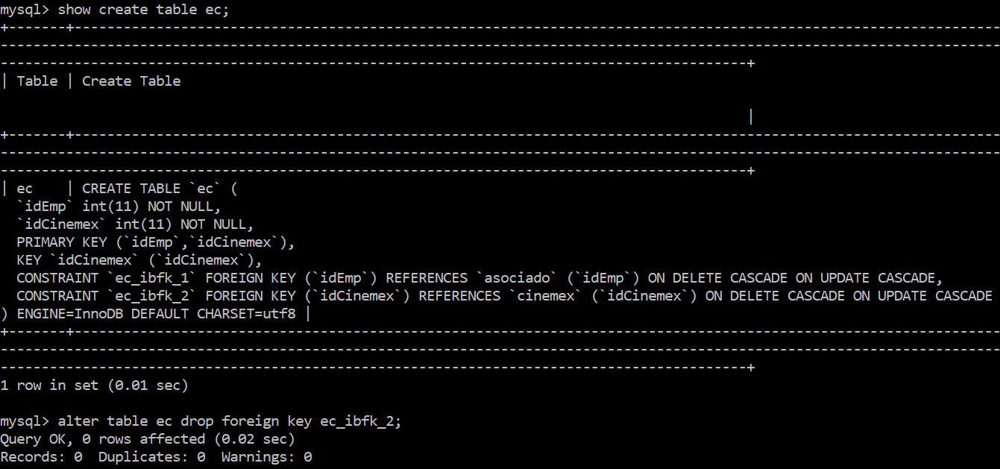 mysql> show create table ec;
+-------+-----------------------------------------------------------------------------------------------------------------
--------------------------------------------------------------------------------------------------------------------------
-------------------------------------------------------------------------------------------+
| Table | Create Table
|
+-------+-----------------------------------------------------------------------------------------------------------------
--------------------------------------------------------------------------------------------------------------------------
-------------------------------------------------------------------------------------------+
| ec    | CREATE TABLE `ec` (
  `idEmp` int(11) NOT NULL,
  `idCinemex` int(11) NOT NULL,
  PRIMARY KEY (`idEmp`,`idCinemex`),
  KEY `idCinemex` (`idCinemex`),
  CONSTRAINT `ec_ibfk_1` FOREIGN KEY (`idEmp`) REFERENCES `asociado` (`idEmp`) ON DELETE CASCADE ON UPDATE CASCADE,
  CONSTRAINT `ec_ibfk_2` FOREIGN KEY (`idCinemex`) REFERENCES `cinemex` (`idCinemex`) ON DELETE CASCADE ON UPDATE CASCADE
) ENGINE=InnoDB DEFAULT CHARSET=utf8 |
+-------+-----------------------------------------------------------------------------------------------------------------
--------------------------------------------------------------------------------------------------------------------------
-------------------------------------------------------------------------------------------+
1 row in set (0.01 sec)
mysql> alter table ec drop foreign key ec_ibfk_2;
Query OK, 0 rows affected (0.02 sec)
Records: 0  Duplicates: 0  Warnings: 0